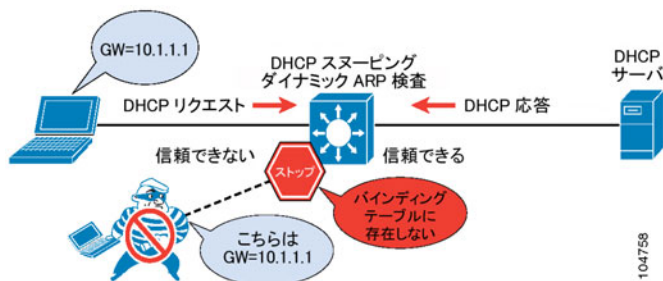 GW=10.1.1.1
DHCP スヌーピング
ダイナミック ARP 検査
DHCP
サーバ
DHCP リクエスト
DHCP 応答
信頼できない
信頼できる
ストップ
バインディング
テーブルに
存在しない
こちらは
GW=10.1.1.1
104758